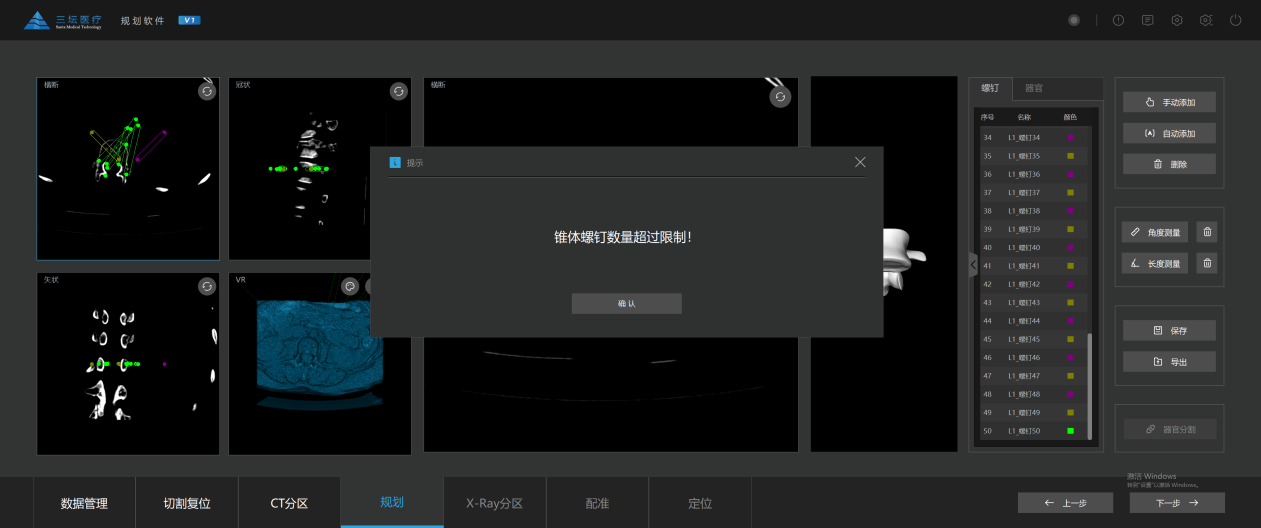 三坛医疗
Santa Medical Technology
规划软件 V1
横断
冠状
横断
矢状
VR
提示
锥体螺钉数量超过限制!
确认
螺钉 器官
序号 名称 颜色
34 L1_螺钉34
35 L1_螺钉35
36 L1_螺钉36
37 L1_螺钉37
38 L1_螺钉38
39 L1_螺钉39
40 L1_螺钉40
41 L1_螺钉41
42 L1_螺钉42
43 L1_螺钉43
44 L1_螺钉44
45 L1_螺钉45
46 L1_螺钉46
47 L1_螺钉47
48 L1_螺钉48
49 L1_螺钉49
50 L1_螺钉50
手动添加
自动添加
删除
角度测量
长度测量
保存
导出
器官分割
激活 Windows
转到"设置"以激活 Windows。
数据管理 切割复位 CT分区 规划 X-Ray分区 配准 定位
上一步 下一步